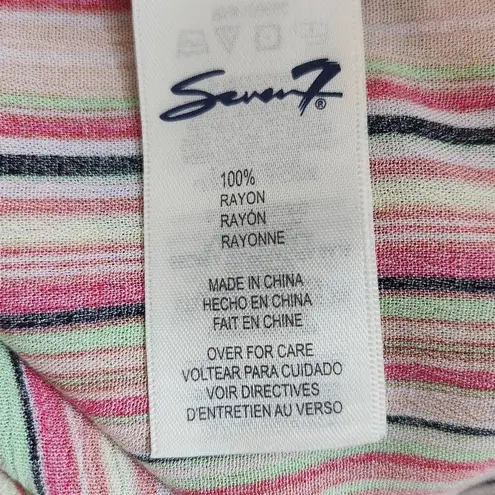 Seven7®
100%
RAYON
RAYÓN
RAYONNE
MADE IN CHINA
HECHO EN CHINA
FAIT EN CHINE
OVER FOR CARE
VOLTEAR PARA CUIDADO
VOIR DIRECTIVES
D'ENTRETIEN AU VERSO